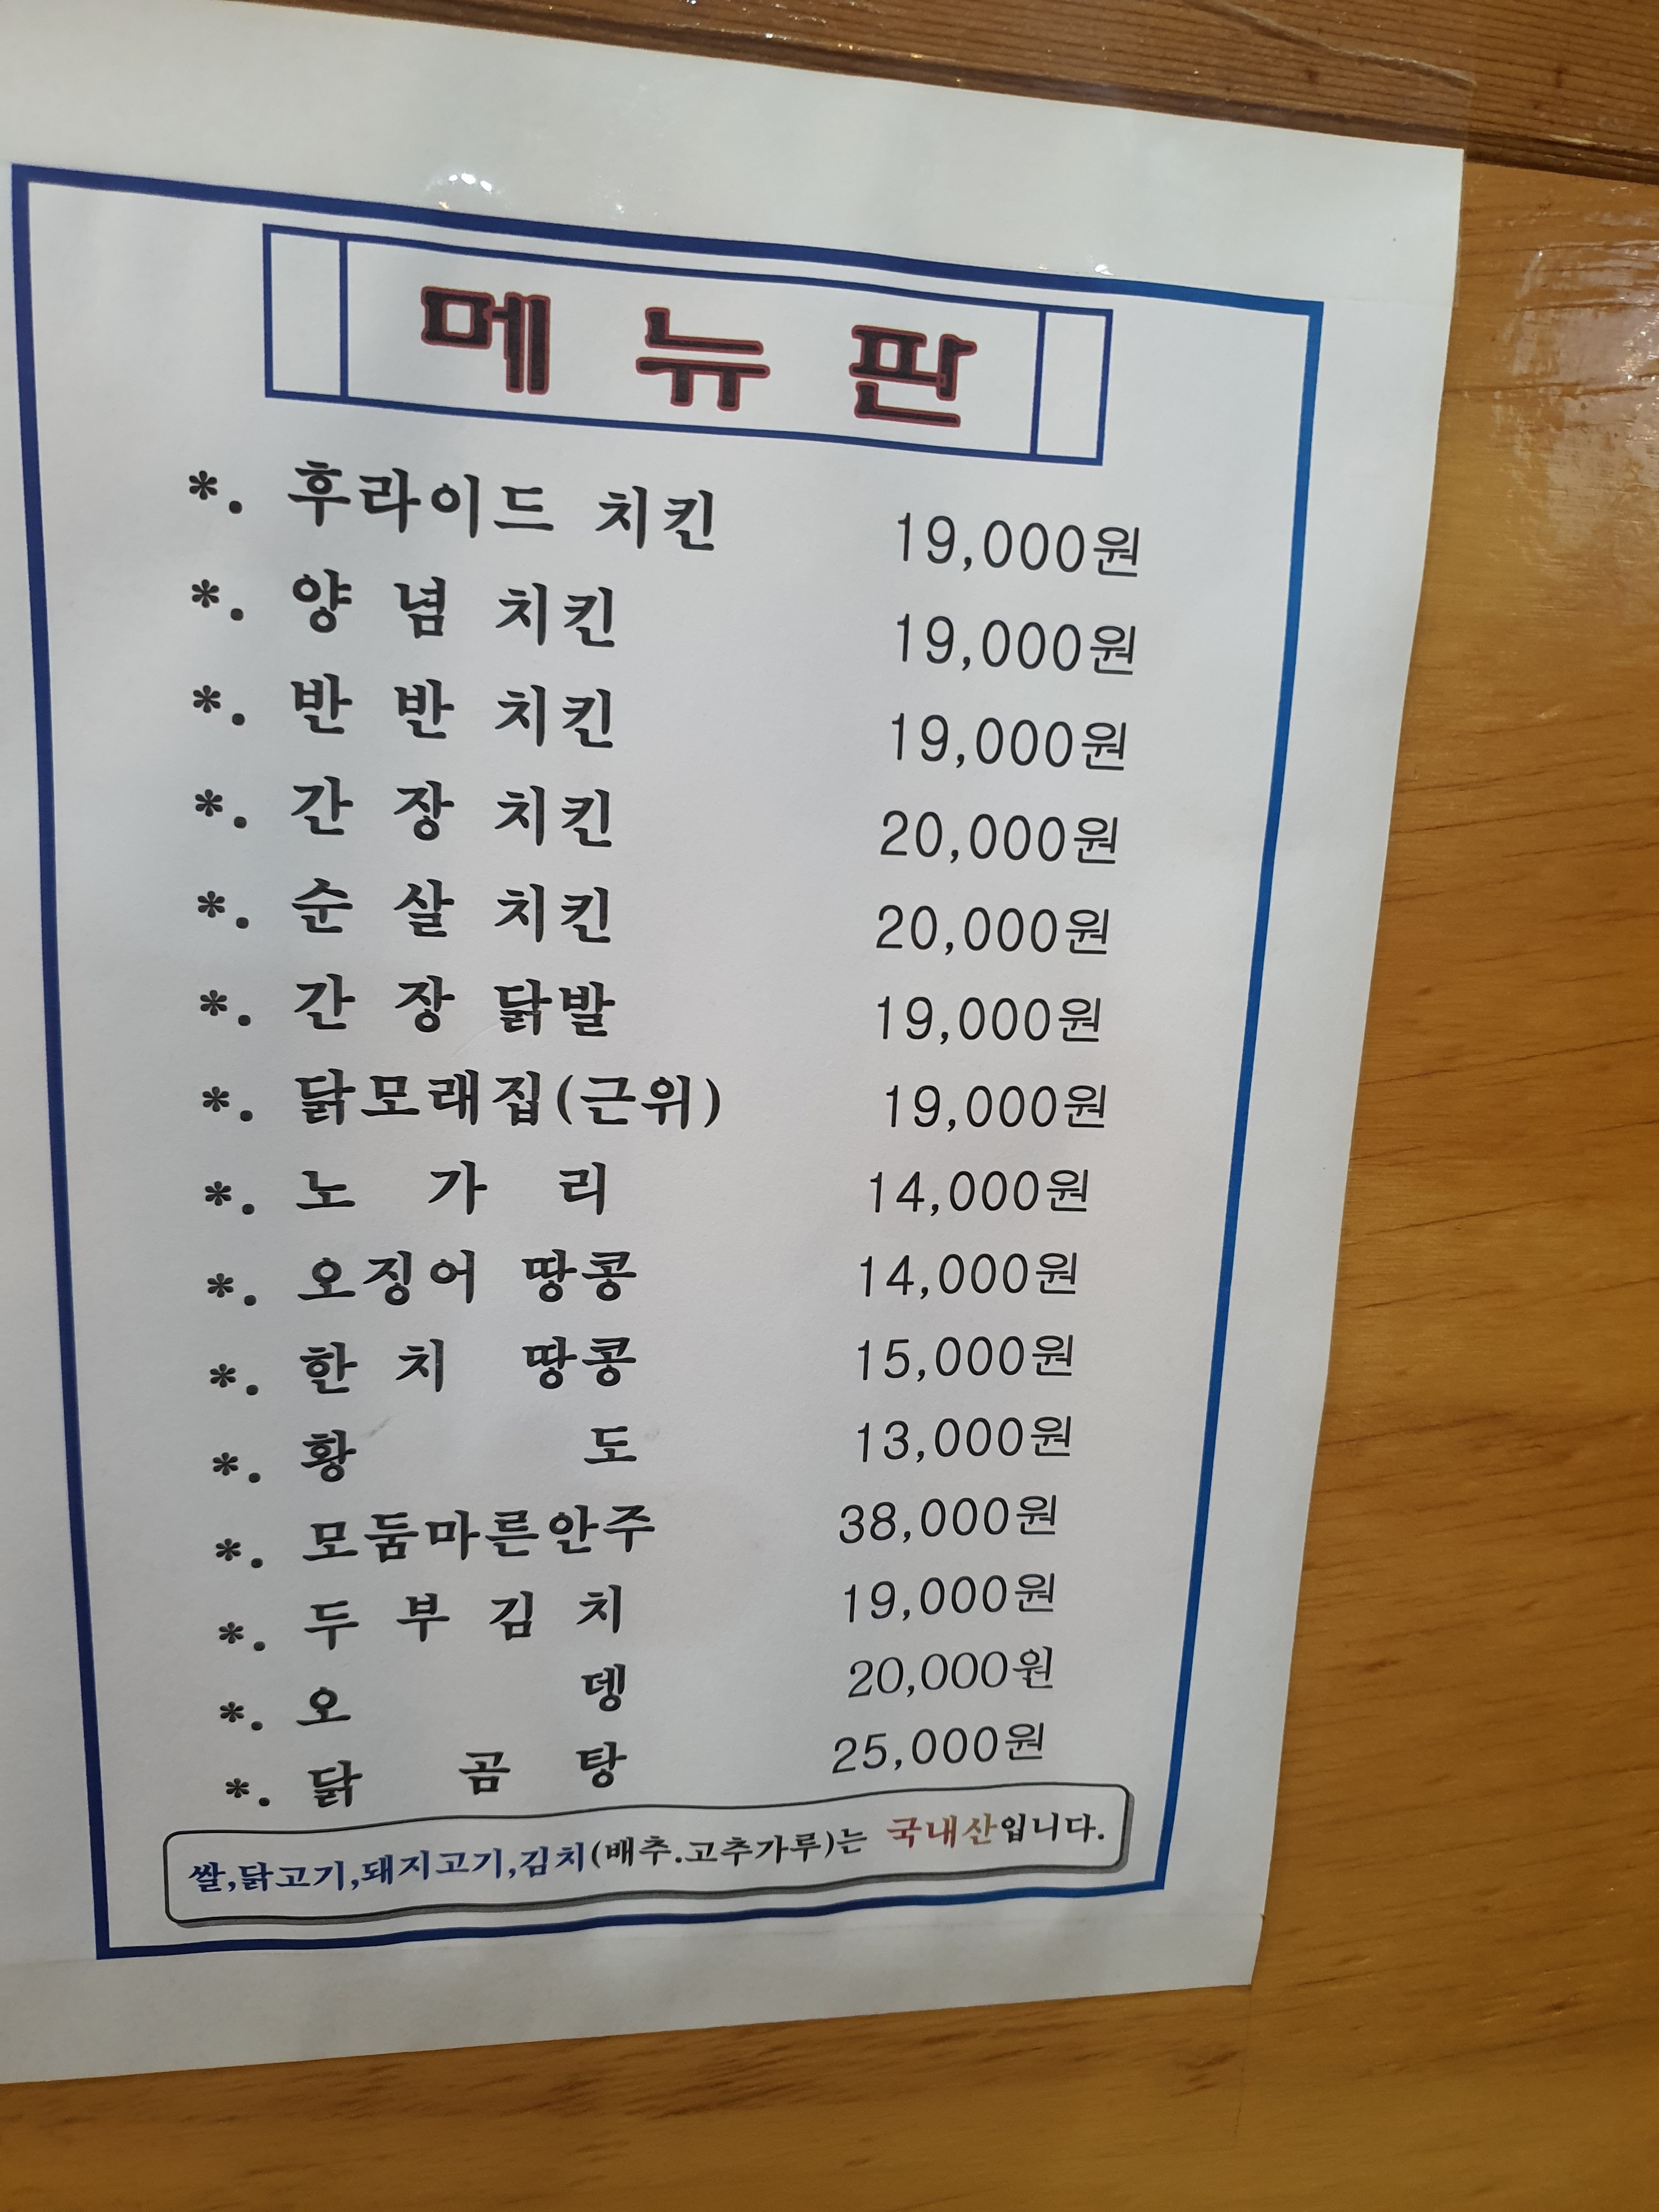 메뉴판
*. 후라이드 치킨 19,000원
*. 양 념 치킨 19,000원
*. 반 반 치킨 19,000원
*. 간 장 치킨 20,000원
*. 순 살 치킨 20,000원
*. 간 장 닭발 19,000원
*. 닭모래집(근위) 19,000원
*. 노 가 리 14,000원
*. 오징어 땅콩 14,000원
*. 한 치 땅콩 15,000원
*. 황 도 13,000원
*. 모둠마른안주 38,000원
*. 두 부 김 치 19,000원
*. 오 뎅 20,000원
*. 닭 곰 탕 25,000원
쌀,닭고기,돼지고기,김치(배추.고추가루)는 국내산입니다.